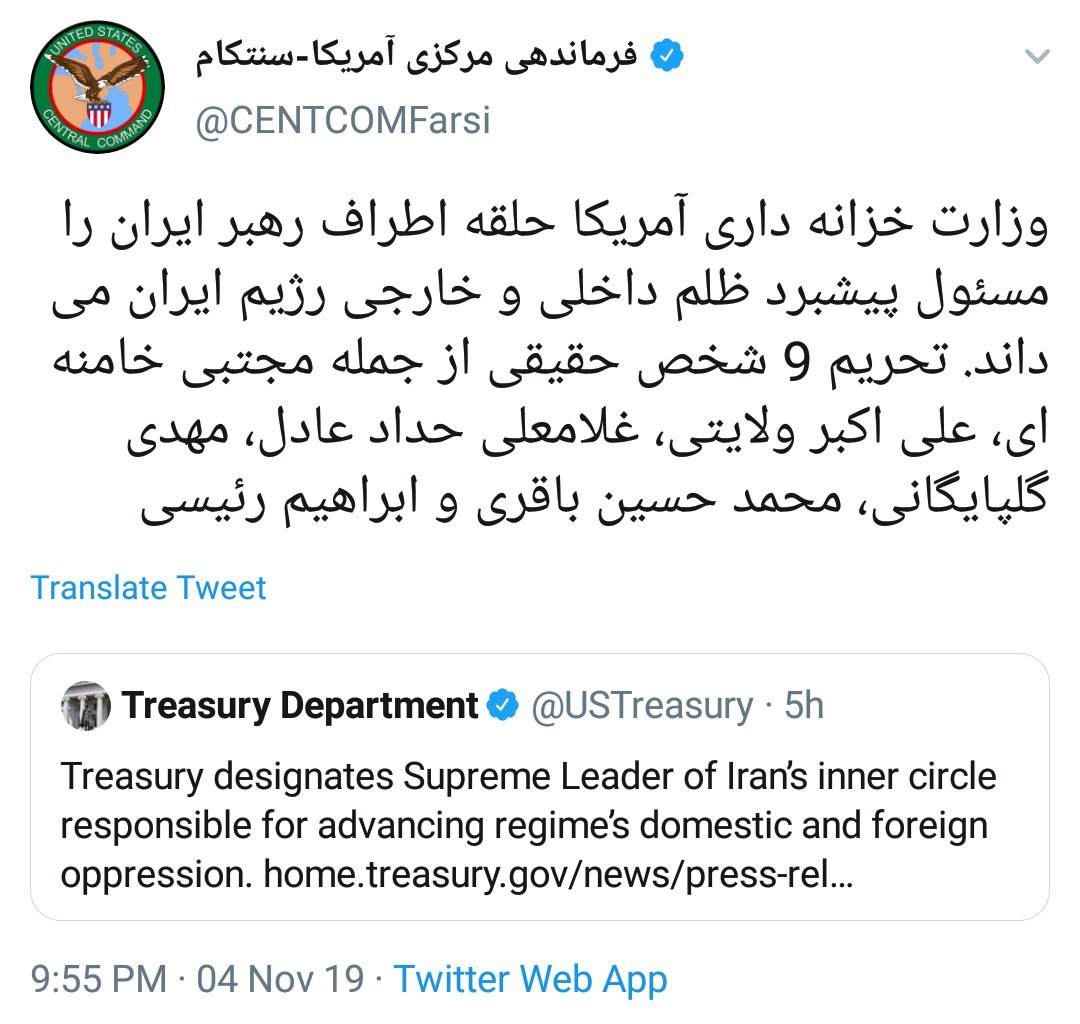 UNITED STATES
CENTRAL COMMAND
فرماندهی مرکزی آمریکا-سنتکام
@CENTCOMFarsi
وزارت خزانه داری آمریکا حلقه اطراف رهبر ایران را
مسئول پیشبرد ظلم داخلی و خارجی رژیم ایران می
داند. تحریم 9 شخص حقیقی از جمله مجتبی خامنه
ای، علی اکبر ولایتی، غلامعلی حداد عادل، مهدی
گلپایگانی، محمد حسین باقری و ابراهیم رئیسی
Translate Tweet
Treasury Department @USTreasury · 5h
Treasury designates Supreme Leader of Iran’s inner circle
responsible for advancing regime’s domestic and foreign
oppression. home.treasury.gov/news/press-rel...
9:55 PM · 04 Nov 19 · Twitter Web App